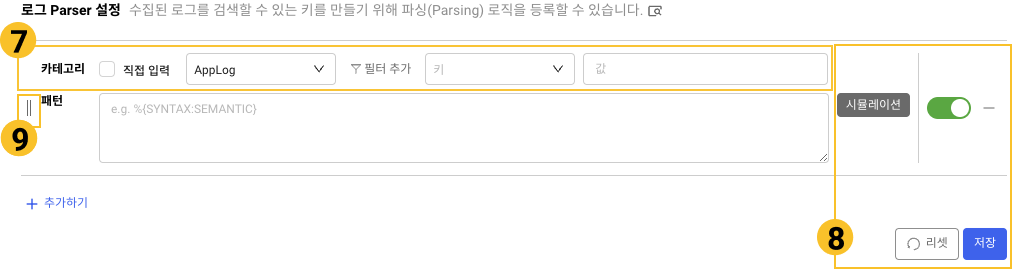 로그 Parser 설정 수집된 로그를 검색할 수 있는 키를 만들기 위해 파싱(Parsing) 로직을 등록할 수 있습니다.
7
카테고리 직접 입력 AppLog 필터 추가 키 값
패턴 e.g. %{SYNTAX:SEMANTIC} 시뮬레이션
9
+ 추가하기
8 리셋 저장